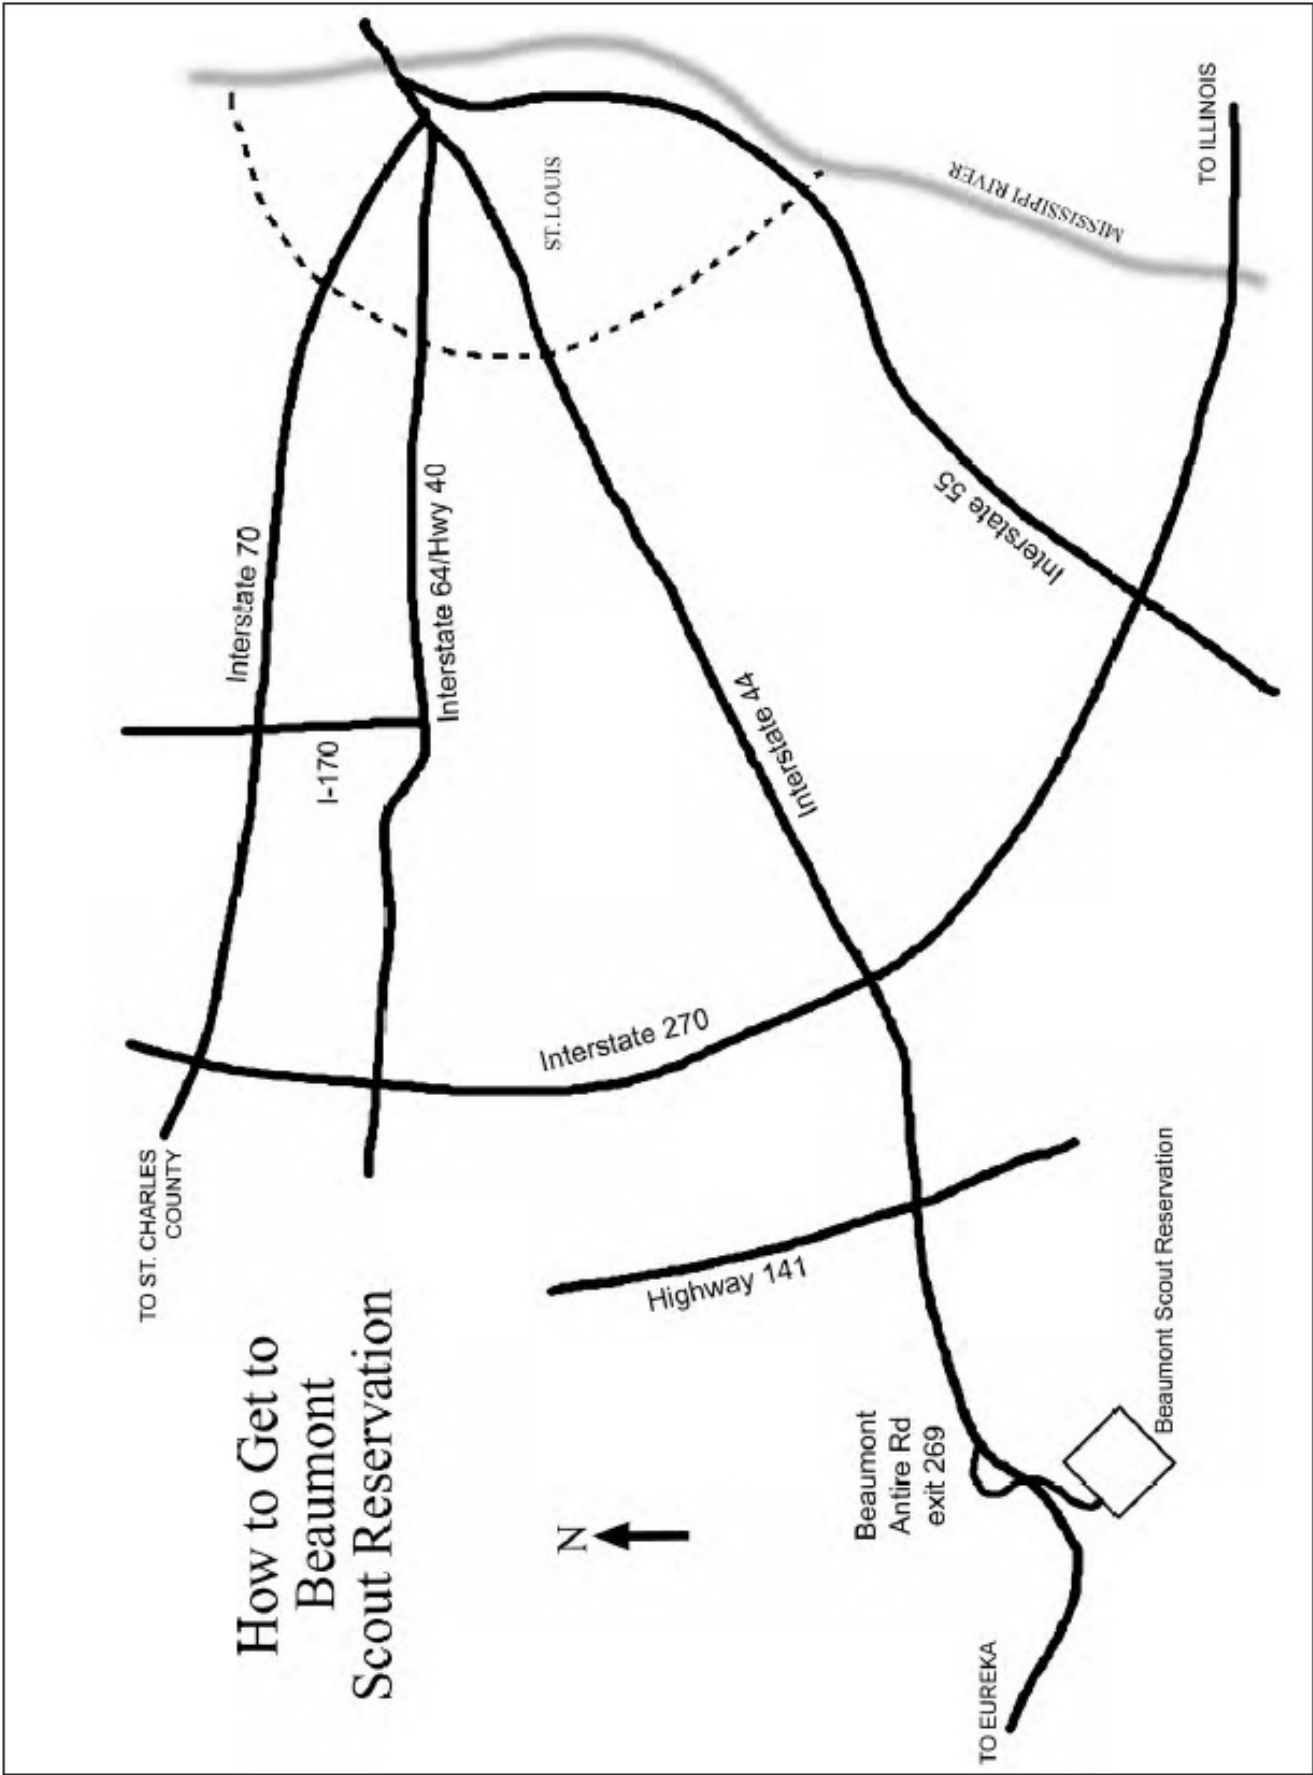 How to Get to
Beaumont
Scout Reservation
N
TO ST. CHARLES
COUNTY
Interstate 70
I-170
Interstate 64/Hwy 40
ST.LOUIS
Interstate 270
Interstate 44
Highway 141
Interstate 55
MISSISSIPPI RIVER
TO ILLINOIS
Beaumont
Antire Rd
exit 269
TO EUREKA
Beaumont Scout Reservation